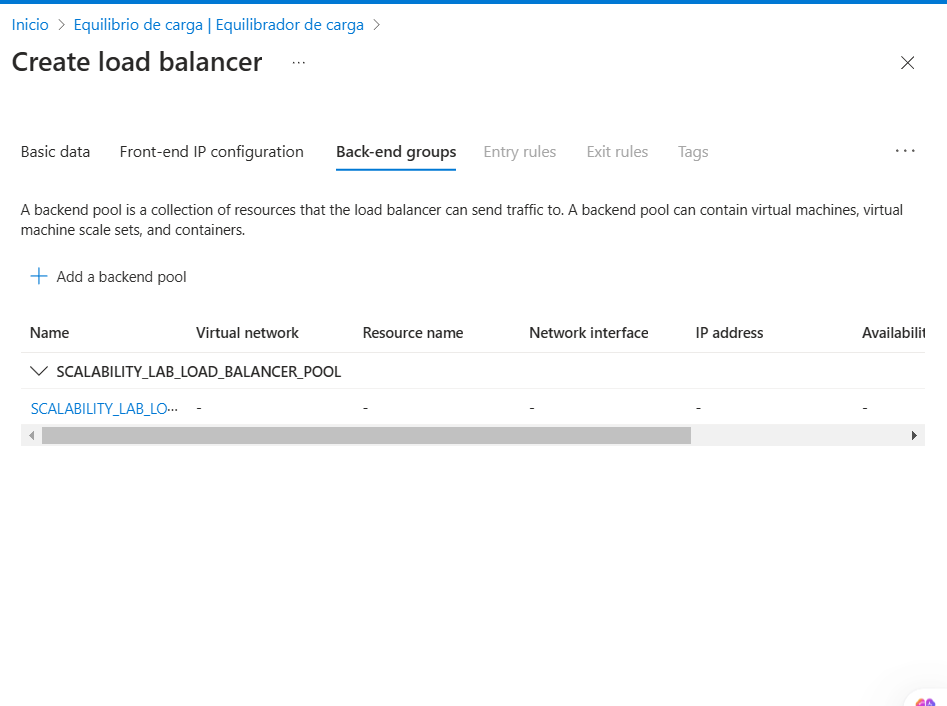 Inicio > Equilibrio de carga | Equilibrador de carga >
Create load balancer ...
Basic data Front-end IP configuration Back-end groups Entry rules Exit rules Tags ...
A backend pool is a collection of resources that the load balancer can send traffic to. A backend pool can contain virtual machines, virtual
machine scale sets, and containers.
+ Add a backend pool
Name Virtual network Resource name Network interface IP address Availabilit
SCALABILITY_LAB_LOAD_BALANCER_POOL
SCALABILITY_LAB_LO... - - - - -